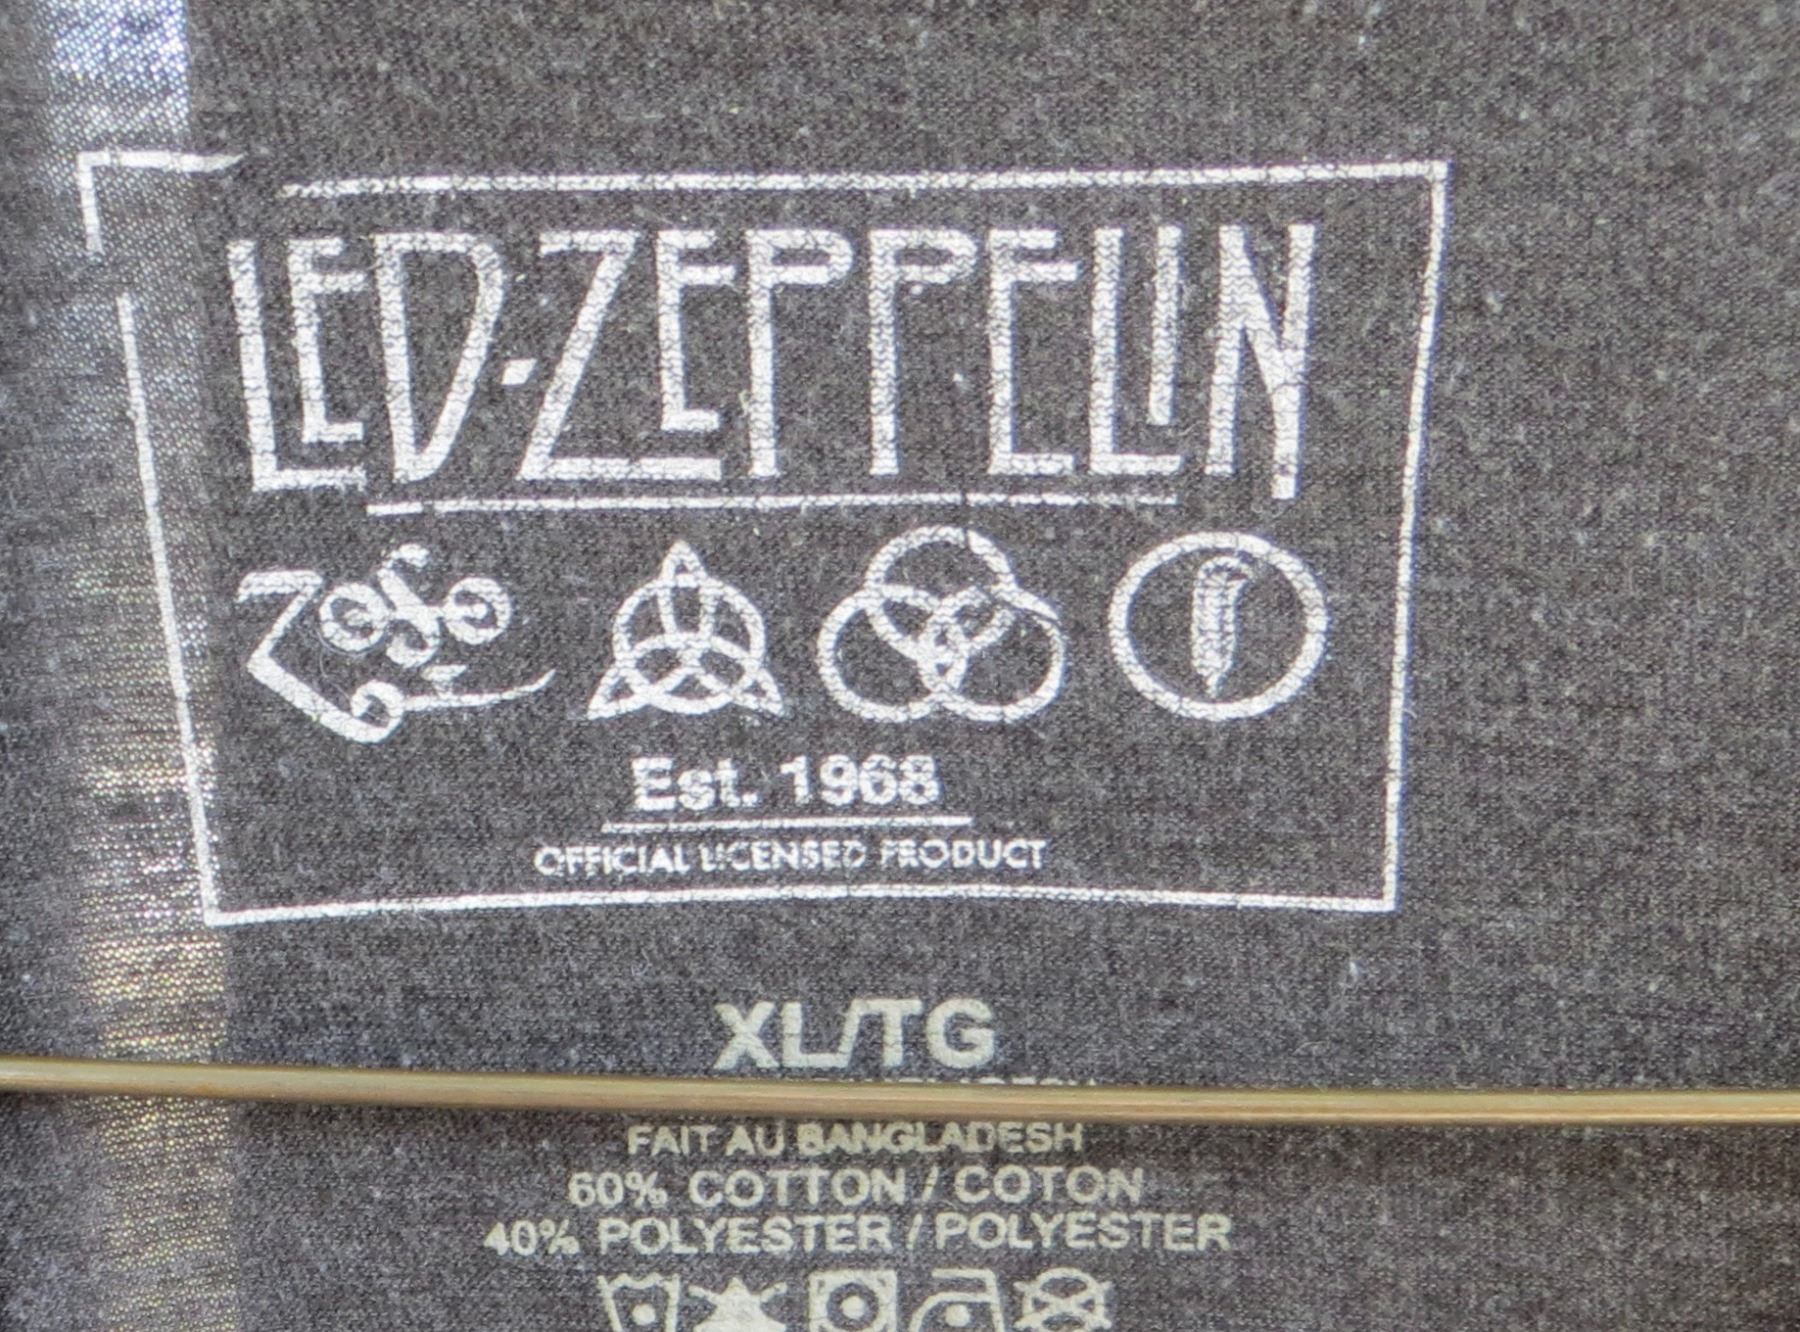 LED-ZEPPELIN
Est. 1968
OFFICIAL LICENSED PRODUCT
XL/TG
FAIT AU BANGLADESH
60% COTTON / COTON
40% POLYESTER / POLYESTER